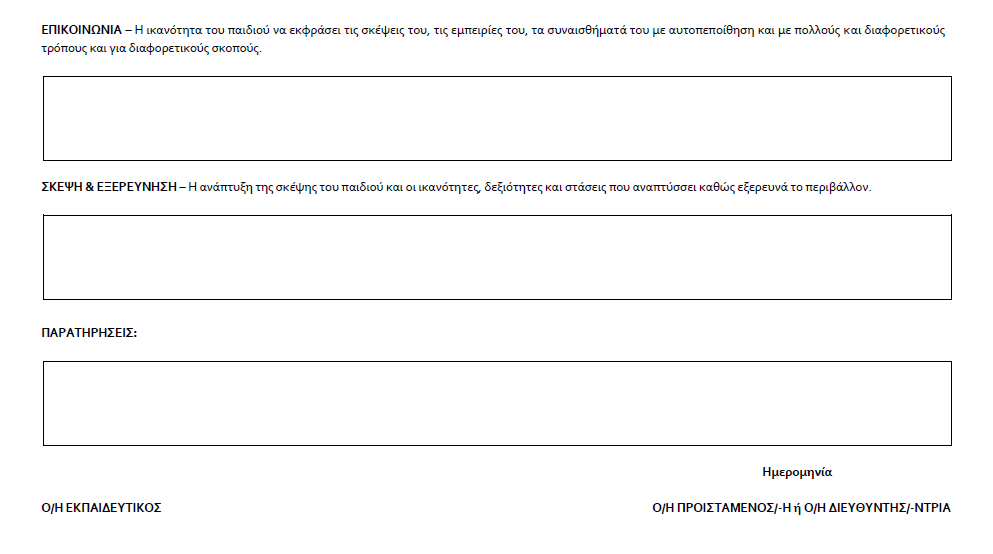 ΕΠΙΚΟΙΝΩΝΙΑ – Η ικανότητα του παιδιού να εκφράσει τις σκέψεις του, τις εμπειρίες του, τα συναισθήματά του με αυτοπεποίθηση και με πολλούς και διαφορετικούς
τρόπους και για διαφορετικούς σκοπούς.
ΣΚΕΨΗ & ΕΞΕΡΕΥΝΗΣΗ – Η ανάπτυξη της σκέψης του παιδιού και οι ικανότητες, δεξιότητες και στάσεις που αναπτύσσει καθώς εξερευνά το περιβάλλον.
ΠΑΡΑΤΗΡΗΣΕΙΣ:
Ημερομηνία
Ο/Η ΕΚΠΑΙΔΕΥΤΙΚΟΣ Ο/Η ΠΡΟΙΣΤΑΜΕΝΟΣ/-Η ή Ο/Η ΔΙΕΥΘΥΝΤΗΣ/-ΝΤΡΙΑ